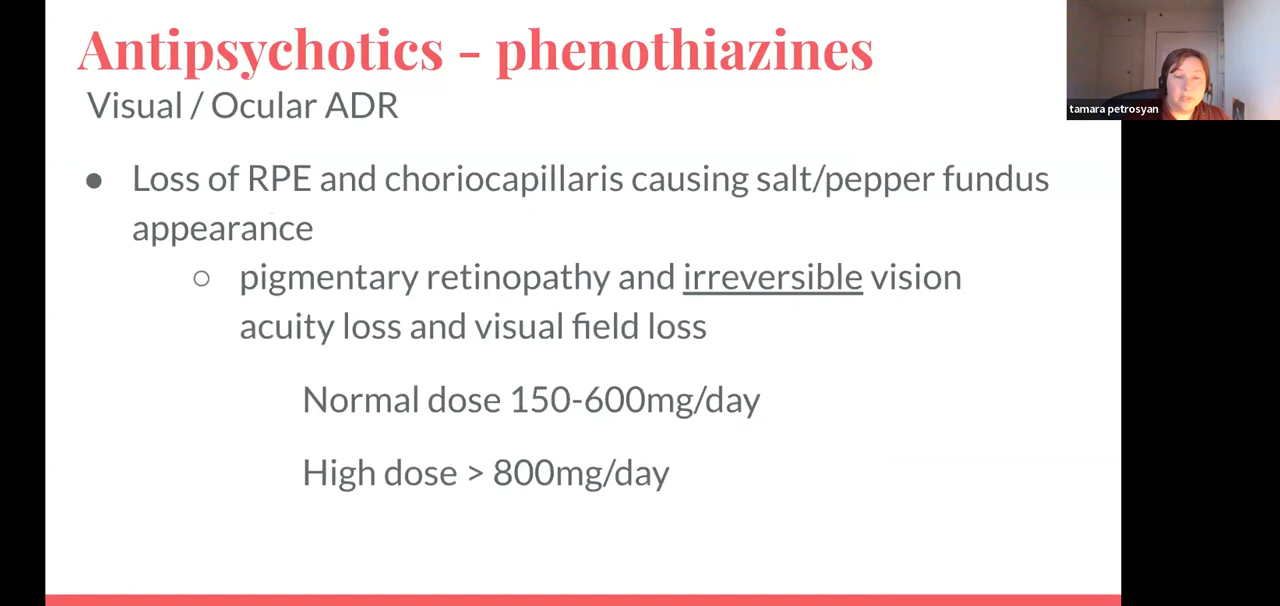 Antipsychotics - phenothiazines
Visual / Ocular ADR
● Loss of RPE and choriocapillaris causing salt/pepper fundus
appearance
○ pigmentary retinopathy and irreversible vision
acuity loss and visual field loss
Normal dose 150-600mg/day
High dose > 800mg/day
tamara petrosyan